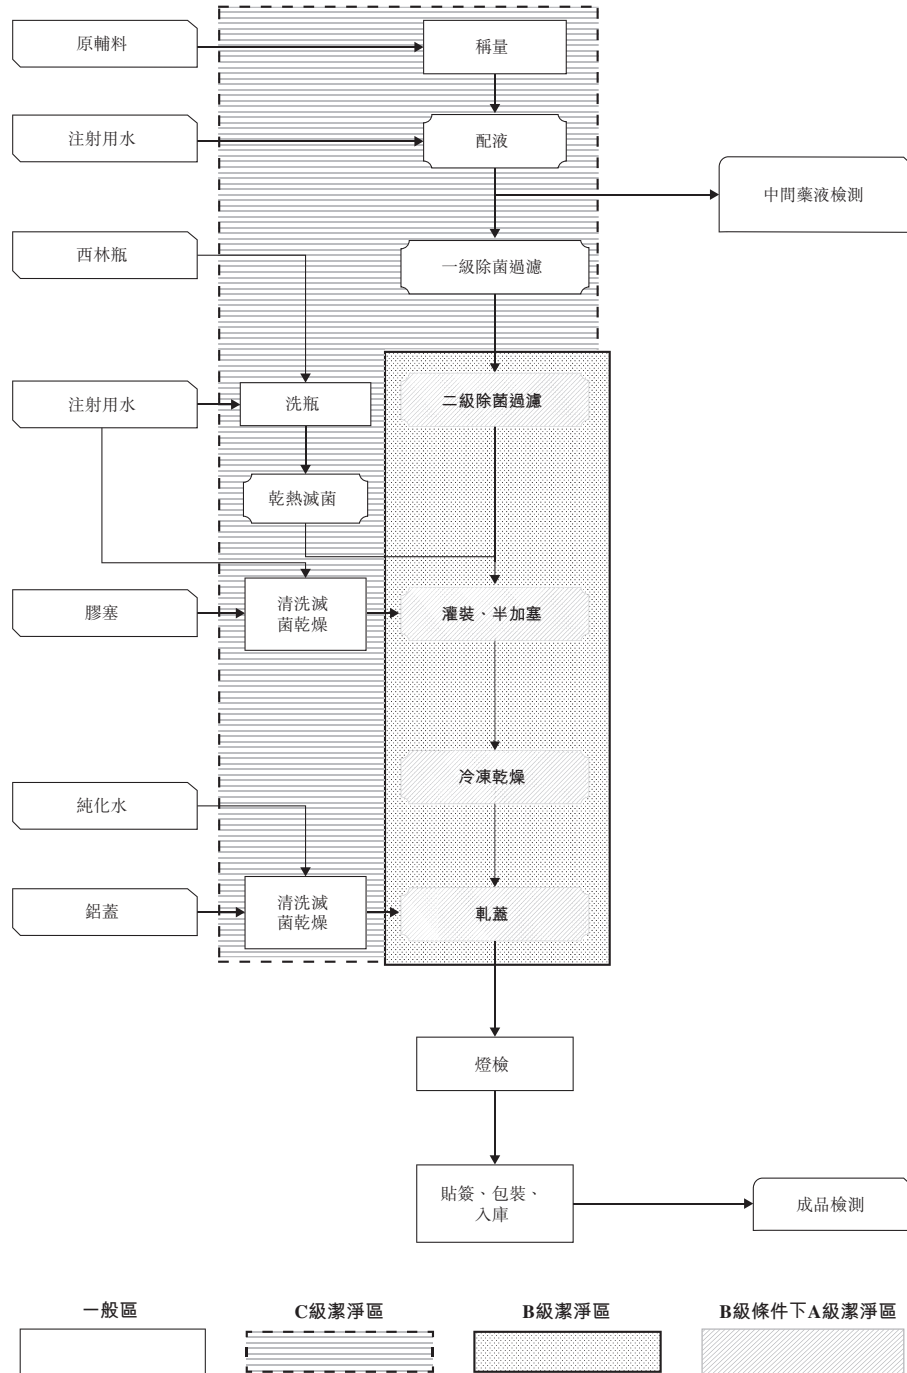 原輔料
稱量
注射用水
配液
中間藥液檢測
西林瓶
一級除菌過濾
注射用水
洗瓶
二級除菌過濾
乾熱滅菌
膠塞
清洗滅
菌乾燥
灌裝、半加塞
冷凍乾燥
純化水
鋁蓋
清洗滅
菌乾燥
軋蓋
燈檢
貼簽、包裝、
入庫
成品檢測
一般區
C級潔淨區
B級潔淨區
B級條件下A級潔淨區